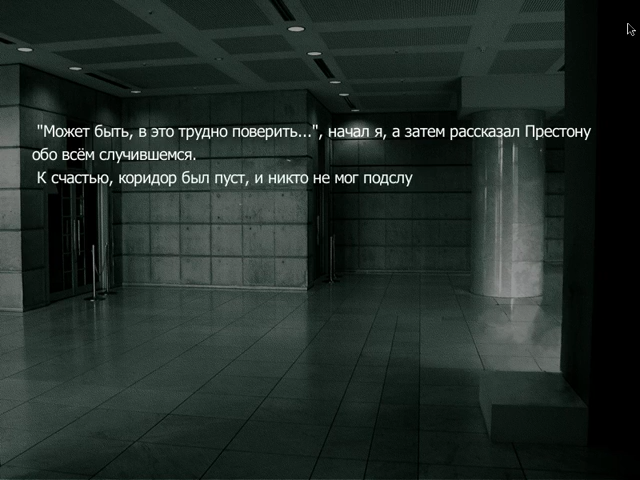 "Может быть, в это трудно поверить...", начал я, а затем рассказал Престону
обо всём случившемся.
К счастью, коридор был пуст, и никто не мог подслу